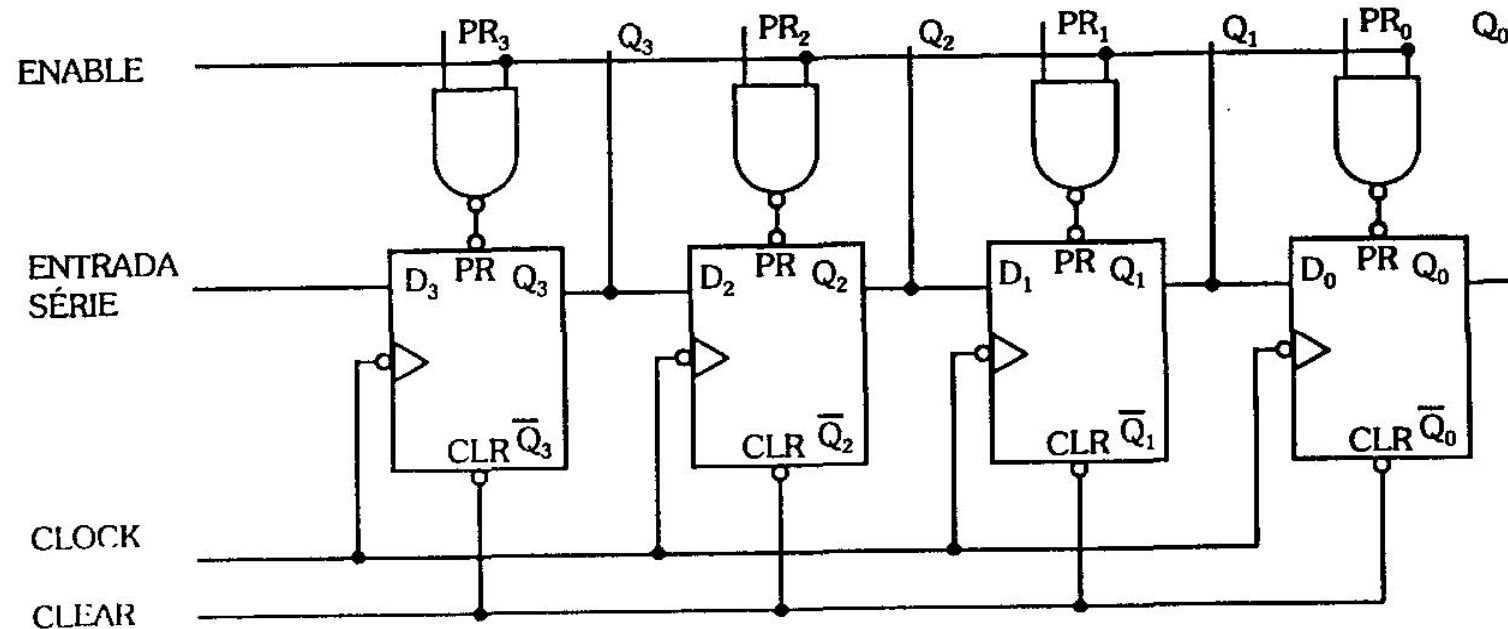 PR₃ Q₃ PR₂ Q₂ PR₁ Q₁ PR₀ Q₀
ENABLE
ENTRADA
SÉRIE
D₃ PR Q₃ D₂ PR Q₂ D₁ PR Q₁ D₀ PR Q₀
CLR Q̅₃ CLR Q̅₂ CLR Q̅₁ CLR Q̅₀
CLOCK
CLEAR